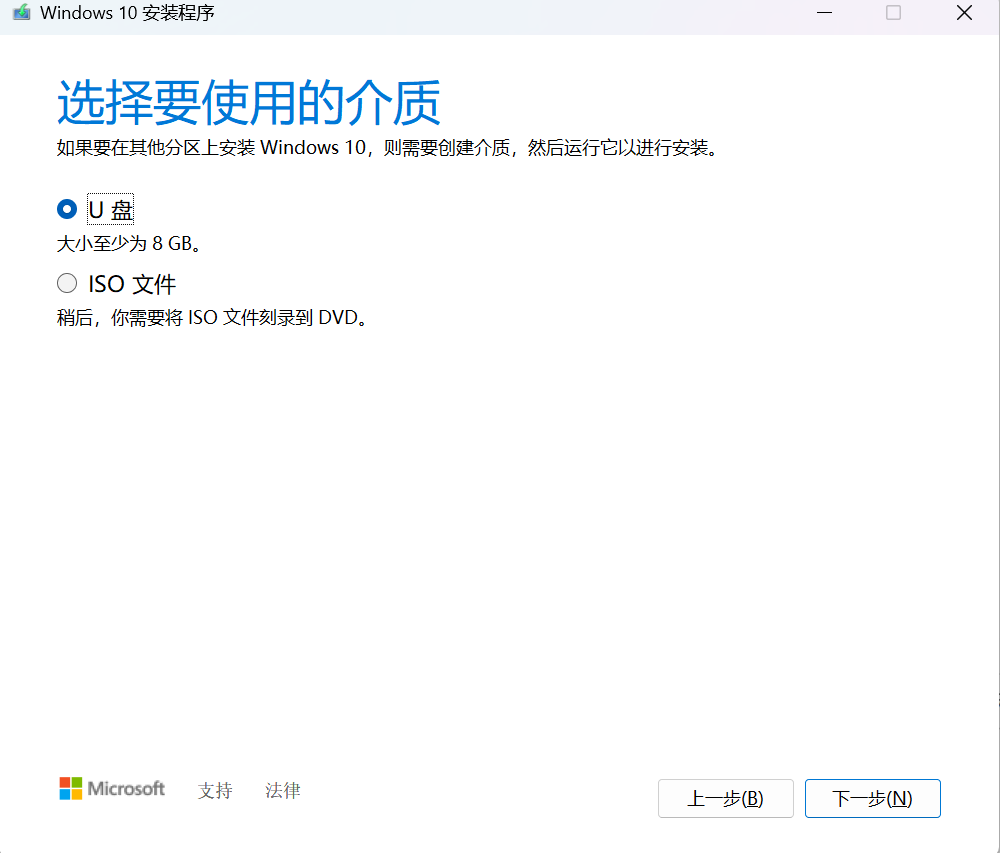 Windows 10 安装程序
选择要使用的介质
如果要在其他分区上安装 Windows 10，则需要创建介质，然后运行它以进行安装。
U 盘
大小至少为 8 GB。
ISO 文件
稍后，你需要将 ISO 文件刻录到 DVD。
Microsoft 支持 法律 上一步(B) 下一步(N)